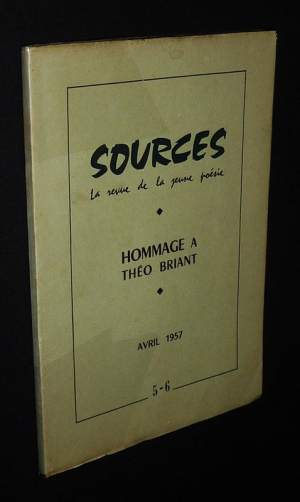 SOURCES
La revue de la jeune poésie
HOMMAGE A
THÉO BRIANT
AVRIL 1957
5-6